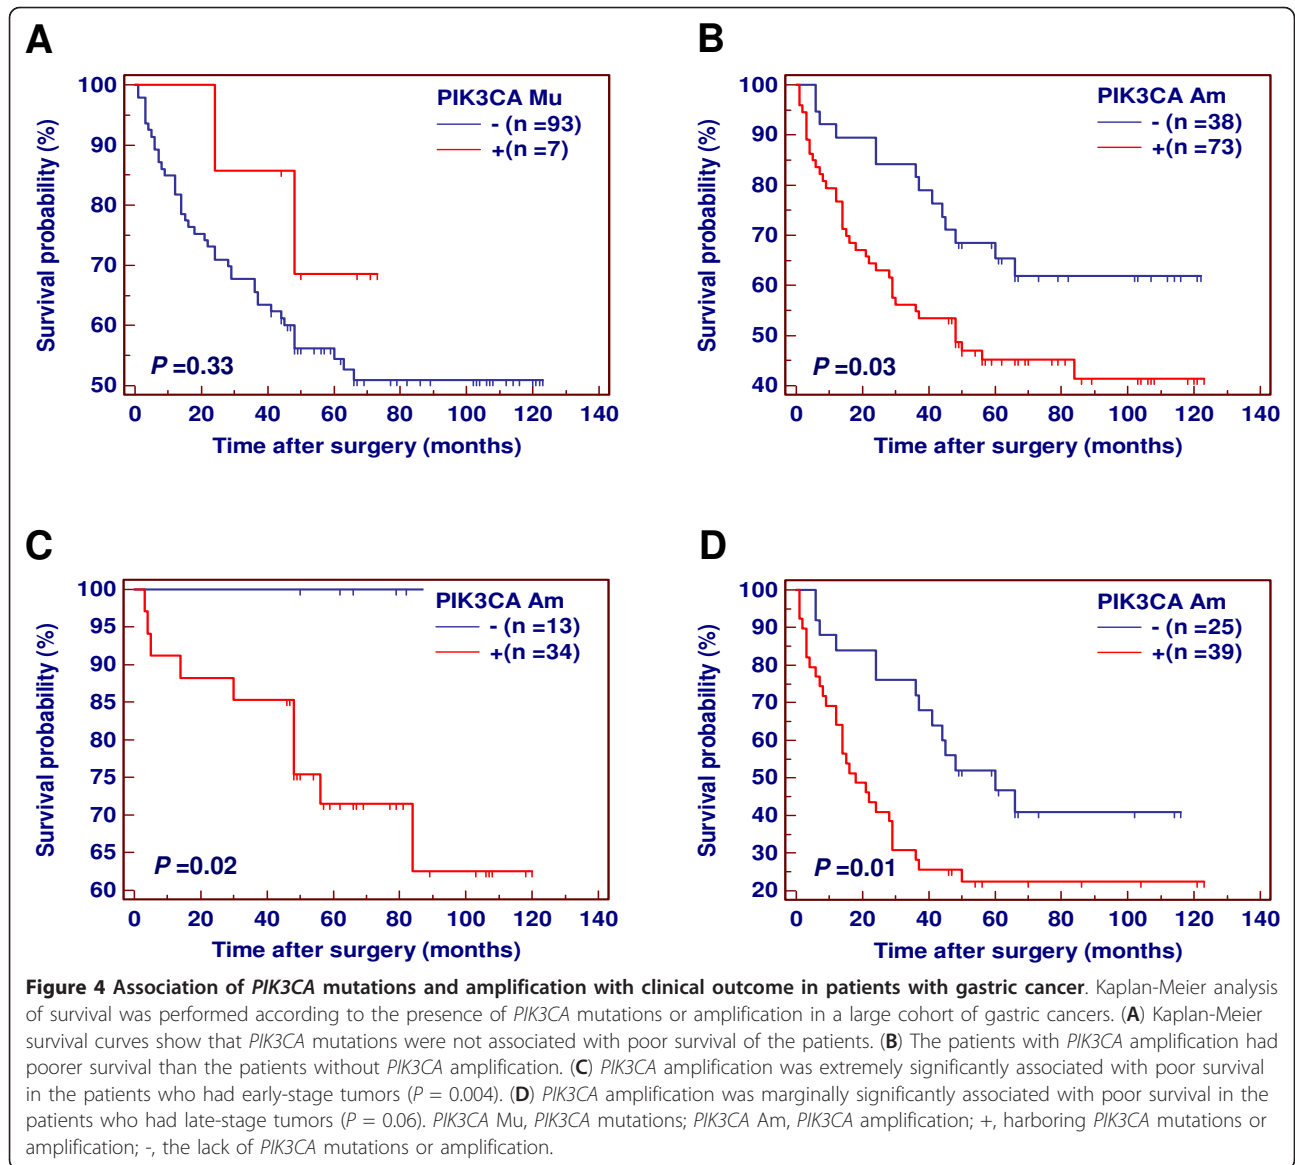 A
PIK3CA Mu
- (n =93)
+(n =7)
Survival probability (%)
100
90
80
70
60
50
P =0.33
0 20 40 60 80 100 120 140
Time after surgery (months)
B
PIK3CA Am
- (n =38)
+(n =73)
Survival probability (%)
100
90
80
70
60
50
40
P =0.03
0 20 40 60 80 100 120 140
Time after surgery (months)
C
PIK3CA Am
- (n =13)
+(n =34)
Survival probability (%)
100
95
90
85
80
75
70
65
60
P =0.02
0 20 40 60 80 100 120 140
Time after surgery (months)
D
PIK3CA Am
- (n =25)
+(n =39)
Survival probability (%)
100
90
80
70
60
50
40
30
20
P =0.01
0 20 40 60 80 100 120 140
Time after surgery (months)
Figure 4 Association of PIK3CA mutations and amplification with clinical outcome in patients with gastric cancer. Kaplan-Meier analysis
of survival was performed according to the presence of PIK3CA mutations or amplification in a large cohort of gastric cancers. (A) Kaplan-Meier
survival curves show that PIK3CA mutations were not associated with poor survival of the patients. (B) The patients with PIK3CA amplification had
poorer survival than the patients without PIK3CA amplification. (C) PIK3CA amplification was extremely significantly associated with poor survival
in the patients who had early-stage tumors (P = 0.004). (D) PIK3CA amplification was marginally significantly associated with poor survival in the
patients who had late-stage tumors (P = 0.06). PIK3CA Mu, PIK3CA mutations; PIK3CA Am, PIK3CA amplification; +, harboring PIK3CA mutations or
amplification; -, the lack of PIK3CA mutations or amplification.